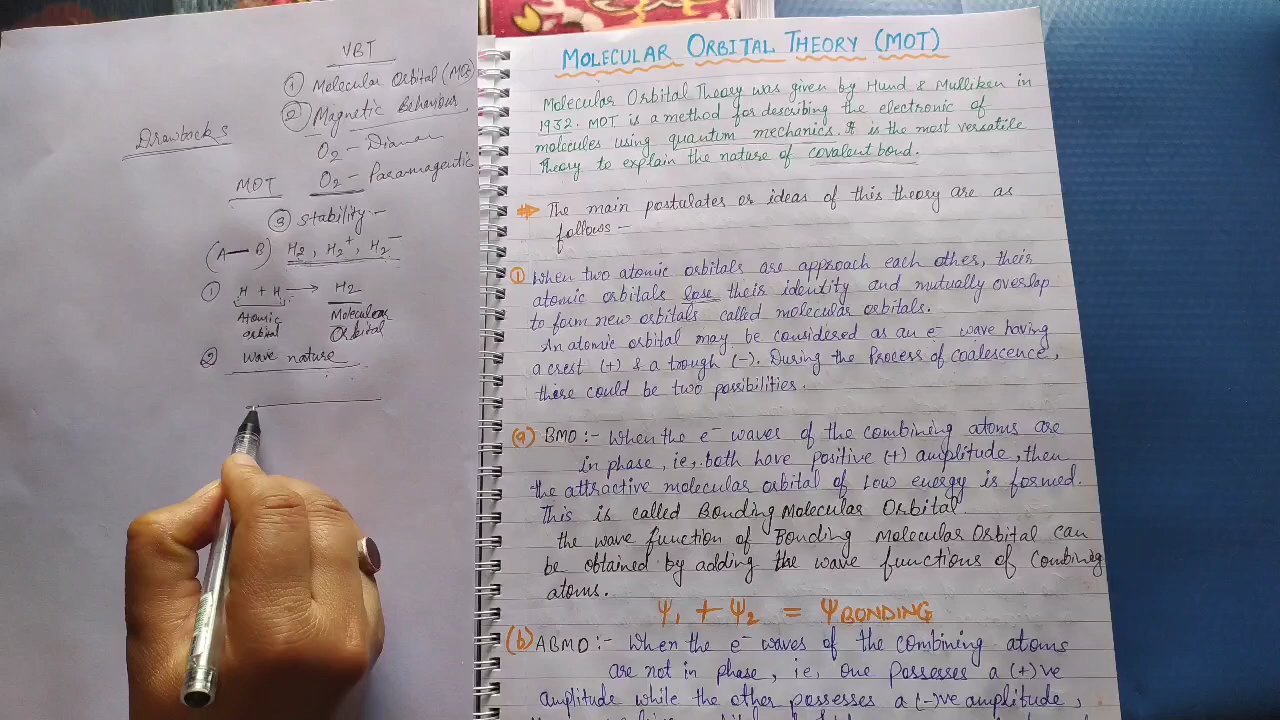 VBT
① Molecular Orbital (MOs)
② Magnetic Behaviour
Drawbacks
O2 - Diamag
MOT
O2 - Paramagnetic
③ stability -
(A — B) H2, H2+, H2-
① H + H → H2
Atomic orbital
Molecular Orbital
② wave nature
MOLECULAR ORBITAL THEORY (MOT)
Molecular Orbital Theory was given by Hund & Mulliken in
1932. MOT is a method for describing the electronic of
molecules using quantum mechanics. It is the most versatile
theory to explain the nature of covalent bond.
⇒ The main postulates or ideas of this theory are as
follows -
① When two atomic orbitals are approach each other, their
atomic orbitals lose their identity and mutually overlap
to form new orbitals called molecular orbitals.
An atomic orbital may be considered as an e- wave having
a crest (+) & a trough (-). During the Process of coalescence,
there could be two possibilities.
(a) BMO :- When the e- waves of the combining atoms are
in phase, ie, both have positive (+) amplitude, then
the attractive molecular orbital of Low energy is formed.
This is called Bonding Molecular Orbital.
the wave function of Bonding Molecular Orbital can
be obtained by adding the wave functions of combining
atoms.
Ψ1 + Ψ2 = Ψ BONDING
(b) ABMO :- When the e- waves of the combining atoms
are not in phase, ie, one possesses a (+)ve
amplitude while the other possesses a (-)ve amplitude,